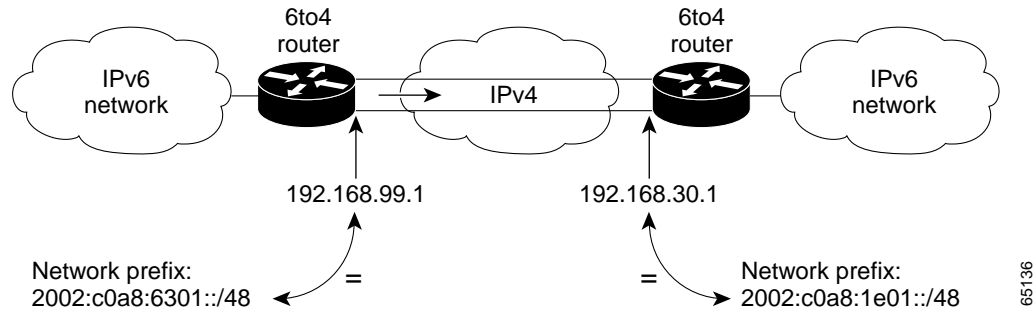 6to4
router
6to4
router
IPv6
network
IPv4
IPv6
network
192.168.99.1
192.168.30.1
Network prefix:
2002:c0a8:6301::/48
=
=
Network prefix:
2002:c0a8:1e01::/48
65136